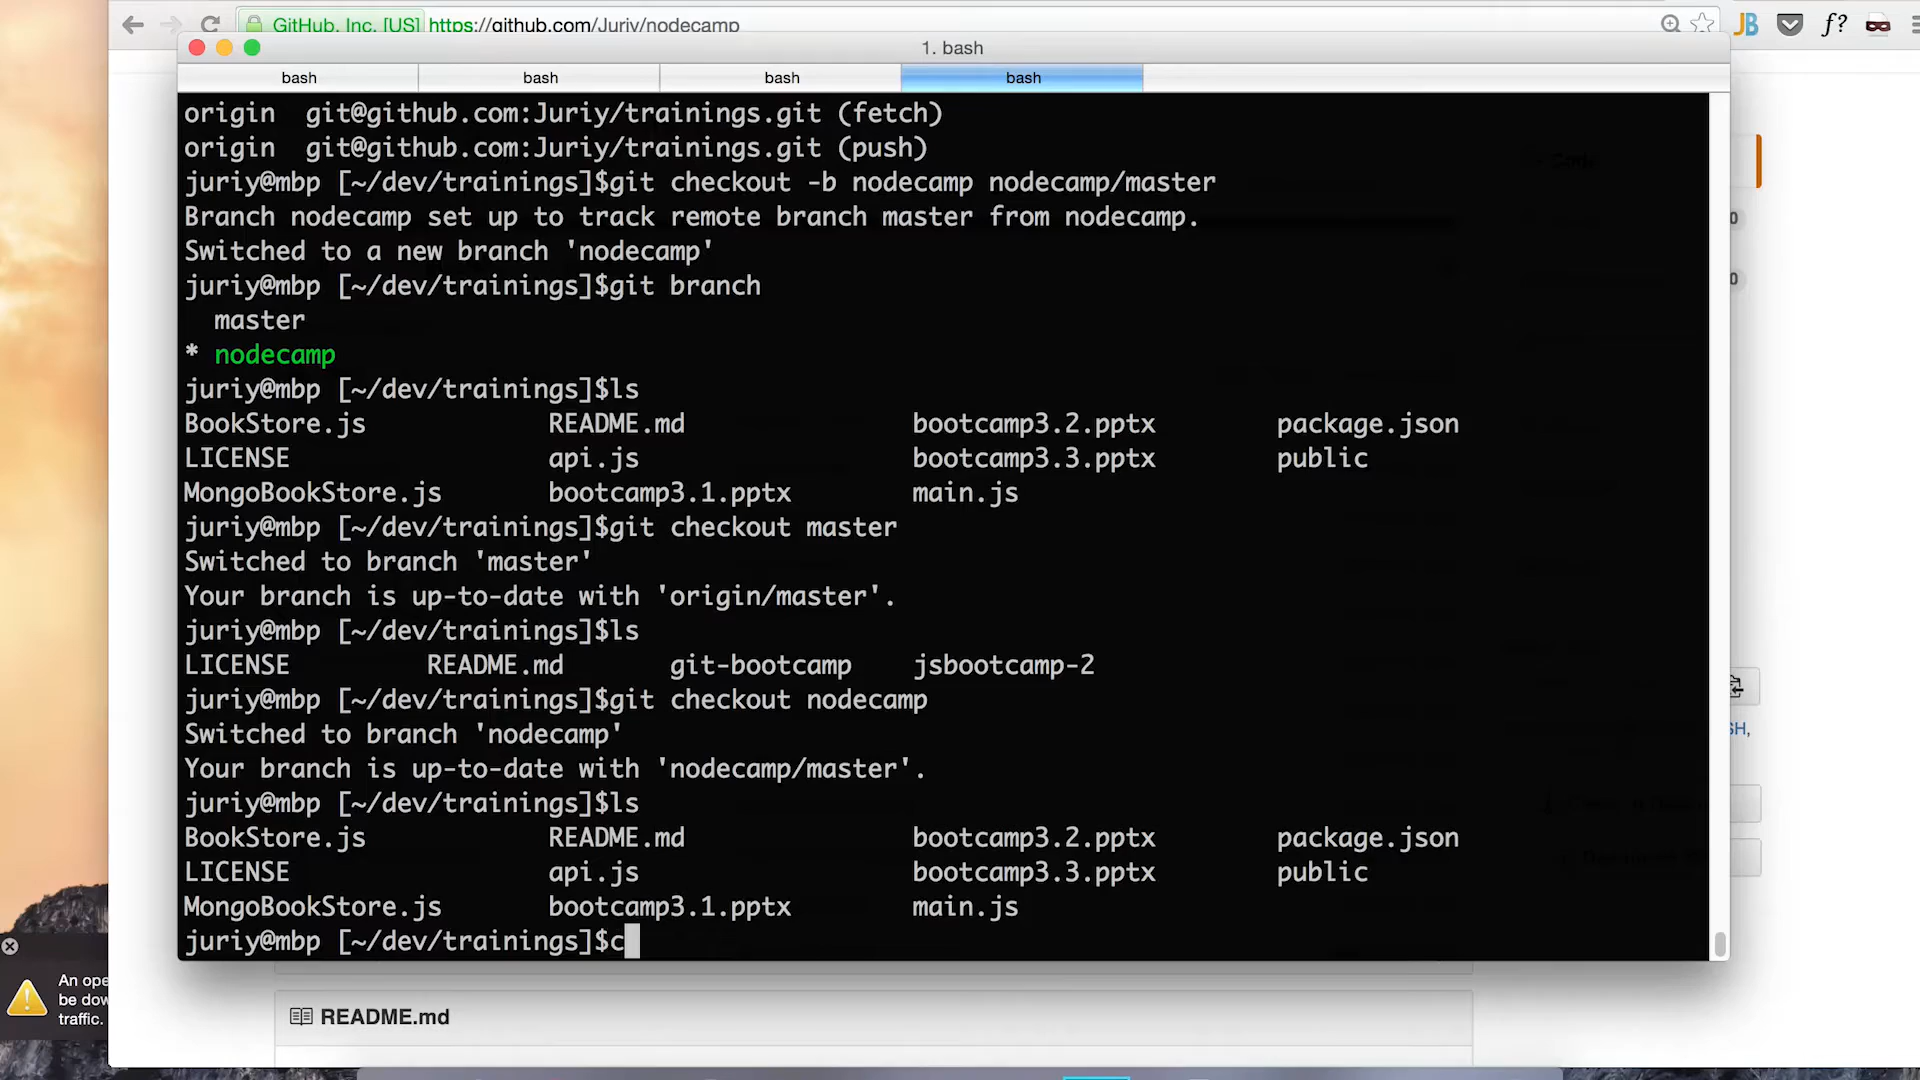 GitHub, Inc. [US] https://github.com/Juriy/nodecamp
JB f?
1. bash
bash bash bash bash
origin  git@github.com:Juriy/trainings.git (fetch)
origin  git@github.com:Juriy/trainings.git (push)
juriy@mbp [~/dev/trainings]$git checkout -b nodecamp nodecamp/master
Branch nodecamp set up to track remote branch master from nodecamp.
Switched to a new branch 'nodecamp'
juriy@mbp [~/dev/trainings]$git branch
  master
* nodecamp
juriy@mbp [~/dev/trainings]$ls
BookStore.js README.md bootcamp3.2.pptx package.json
LICENSE api.js bootcamp3.3.pptx public
MongoBookStore.js bootcamp3.1.pptx main.js
juriy@mbp [~/dev/trainings]$git checkout master
Switched to branch 'master'
Your branch is up-to-date with 'origin/master'.
juriy@mbp [~/dev/trainings]$ls
LICENSE README.md git-bootcamp jsbootcamp-2
juriy@mbp [~/dev/trainings]$git checkout nodecamp
Switched to branch 'nodecamp'
Your branch is up-to-date with 'nodecamp/master'.
juriy@mbp [~/dev/trainings]$ls
BookStore.js README.md bootcamp3.2.pptx package.json
LICENSE api.js bootcamp3.3.pptx public
MongoBookStore.js bootcamp3.1.pptx main.js
juriy@mbp [~/dev/trainings]$c
An ope
be dow
traffic.
README.md